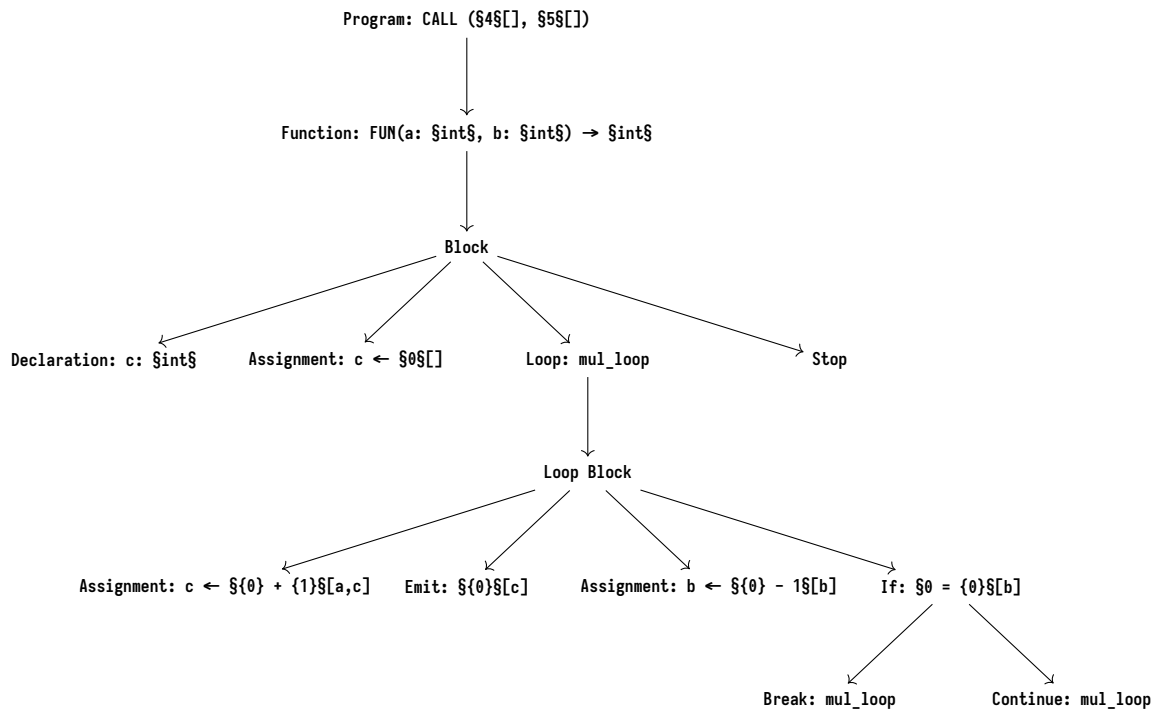 Program: CALL (§4§[], §5§[])
Function: FUN(a: §int§, b: §int§) → §int§
Block
Declaration: c: §int§
Assignment: c ← §0§[]
Loop: mul_loop
Stop
Loop Block
Assignment: c ← §{0} + {1}§[a,c]
Emit: §{0}§[c]
Assignment: b ← §{0} - 1§[b]
If: §0 = {0}§[b]
Break: mul_loop
Continue: mul_loop